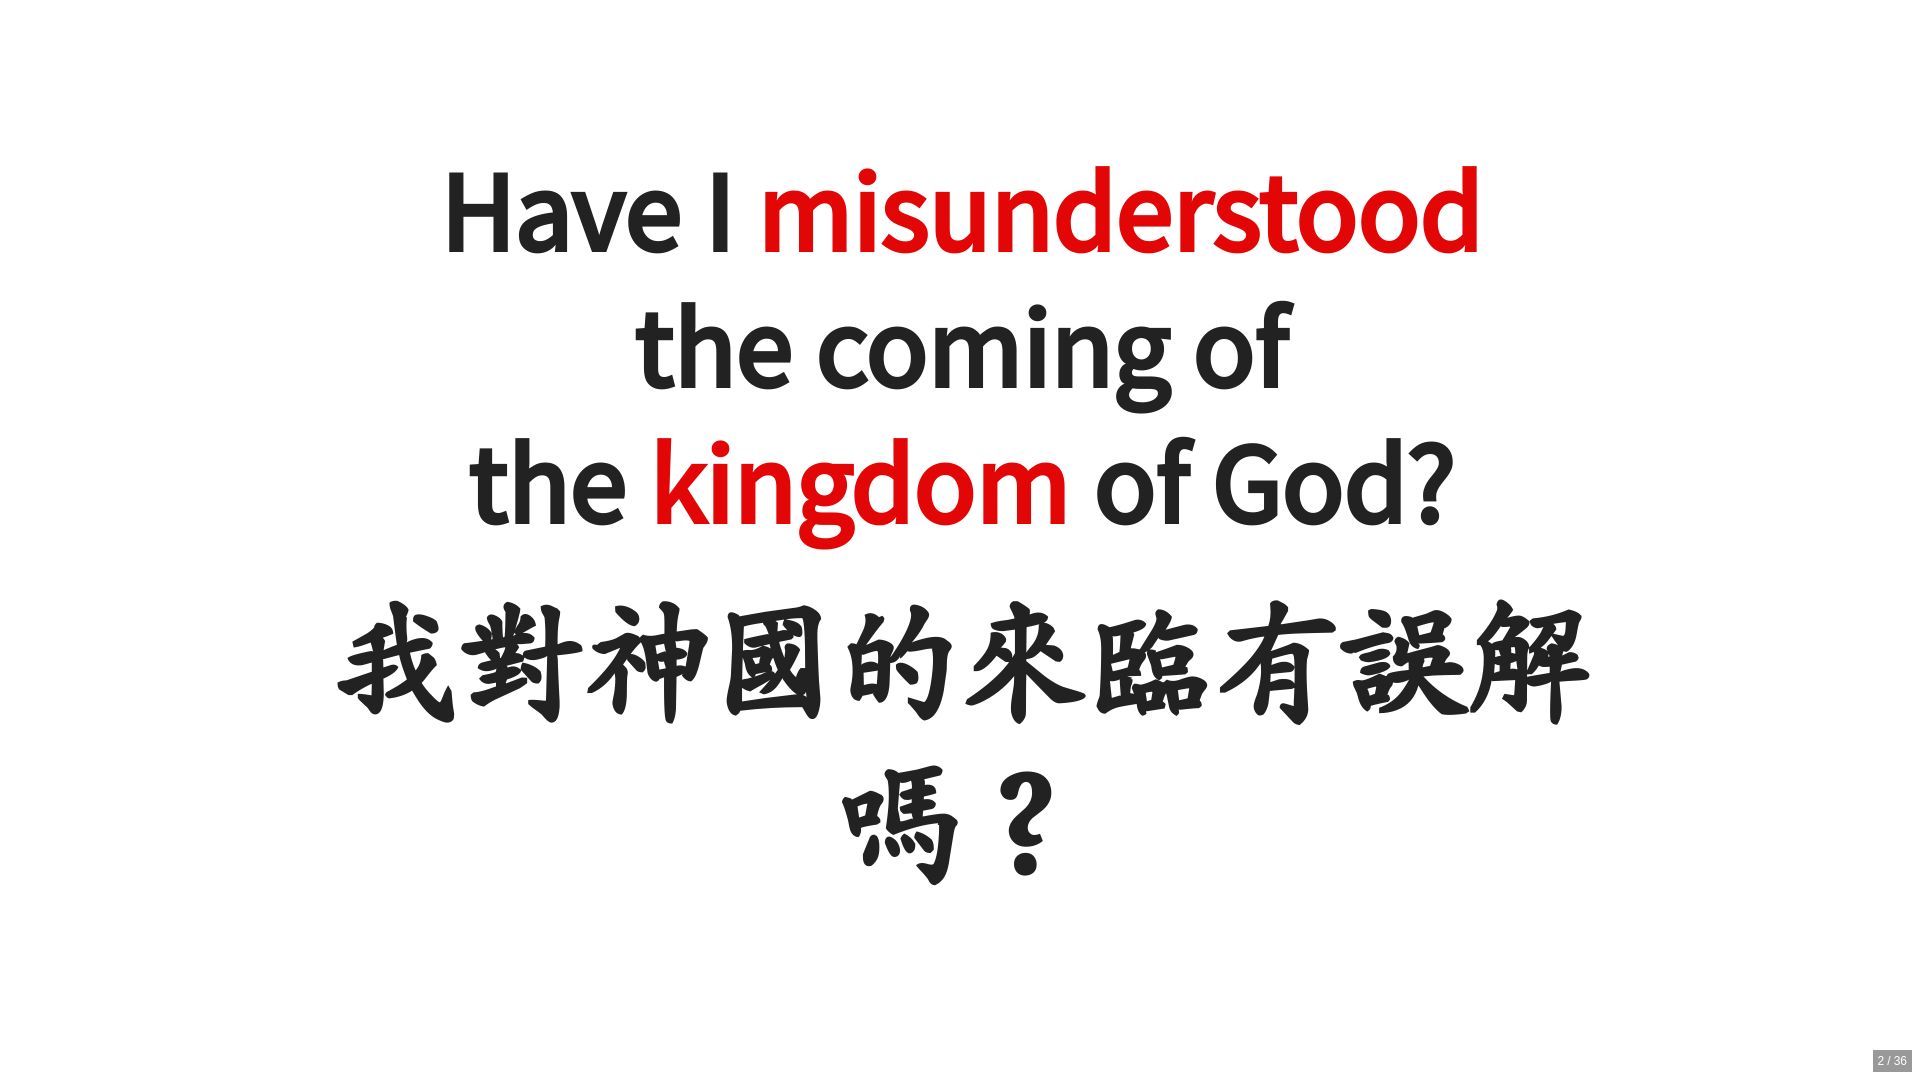 Have I misunderstood
the coming of
the kingdom of God?
我對神國的來臨有誤解
嗎？
2 / 36